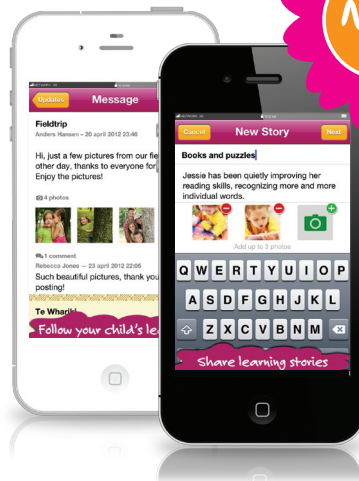 Updates
Message
Fieldtrip
Anders Hansen – 20 april 2012 23:46
Hi, just a few pictures from our fie
other day, thanks to everyone for
Enjoy the pictures!
4 photos
1 comment
Rebecca Jones – 23 april 2012 22:05
Such beautiful pictures, thank you
posting!
Te Whariki
Follow your child's le
Cancel
New Story
Next
Books and puzzles
Jessie has been quietly improving her
reading skills, recognizing more and more
individual words.
Add up to 3 photos
Q W E R T Y U I O P
A S D F G H J K L
Z X C V B N M
Share learning stories